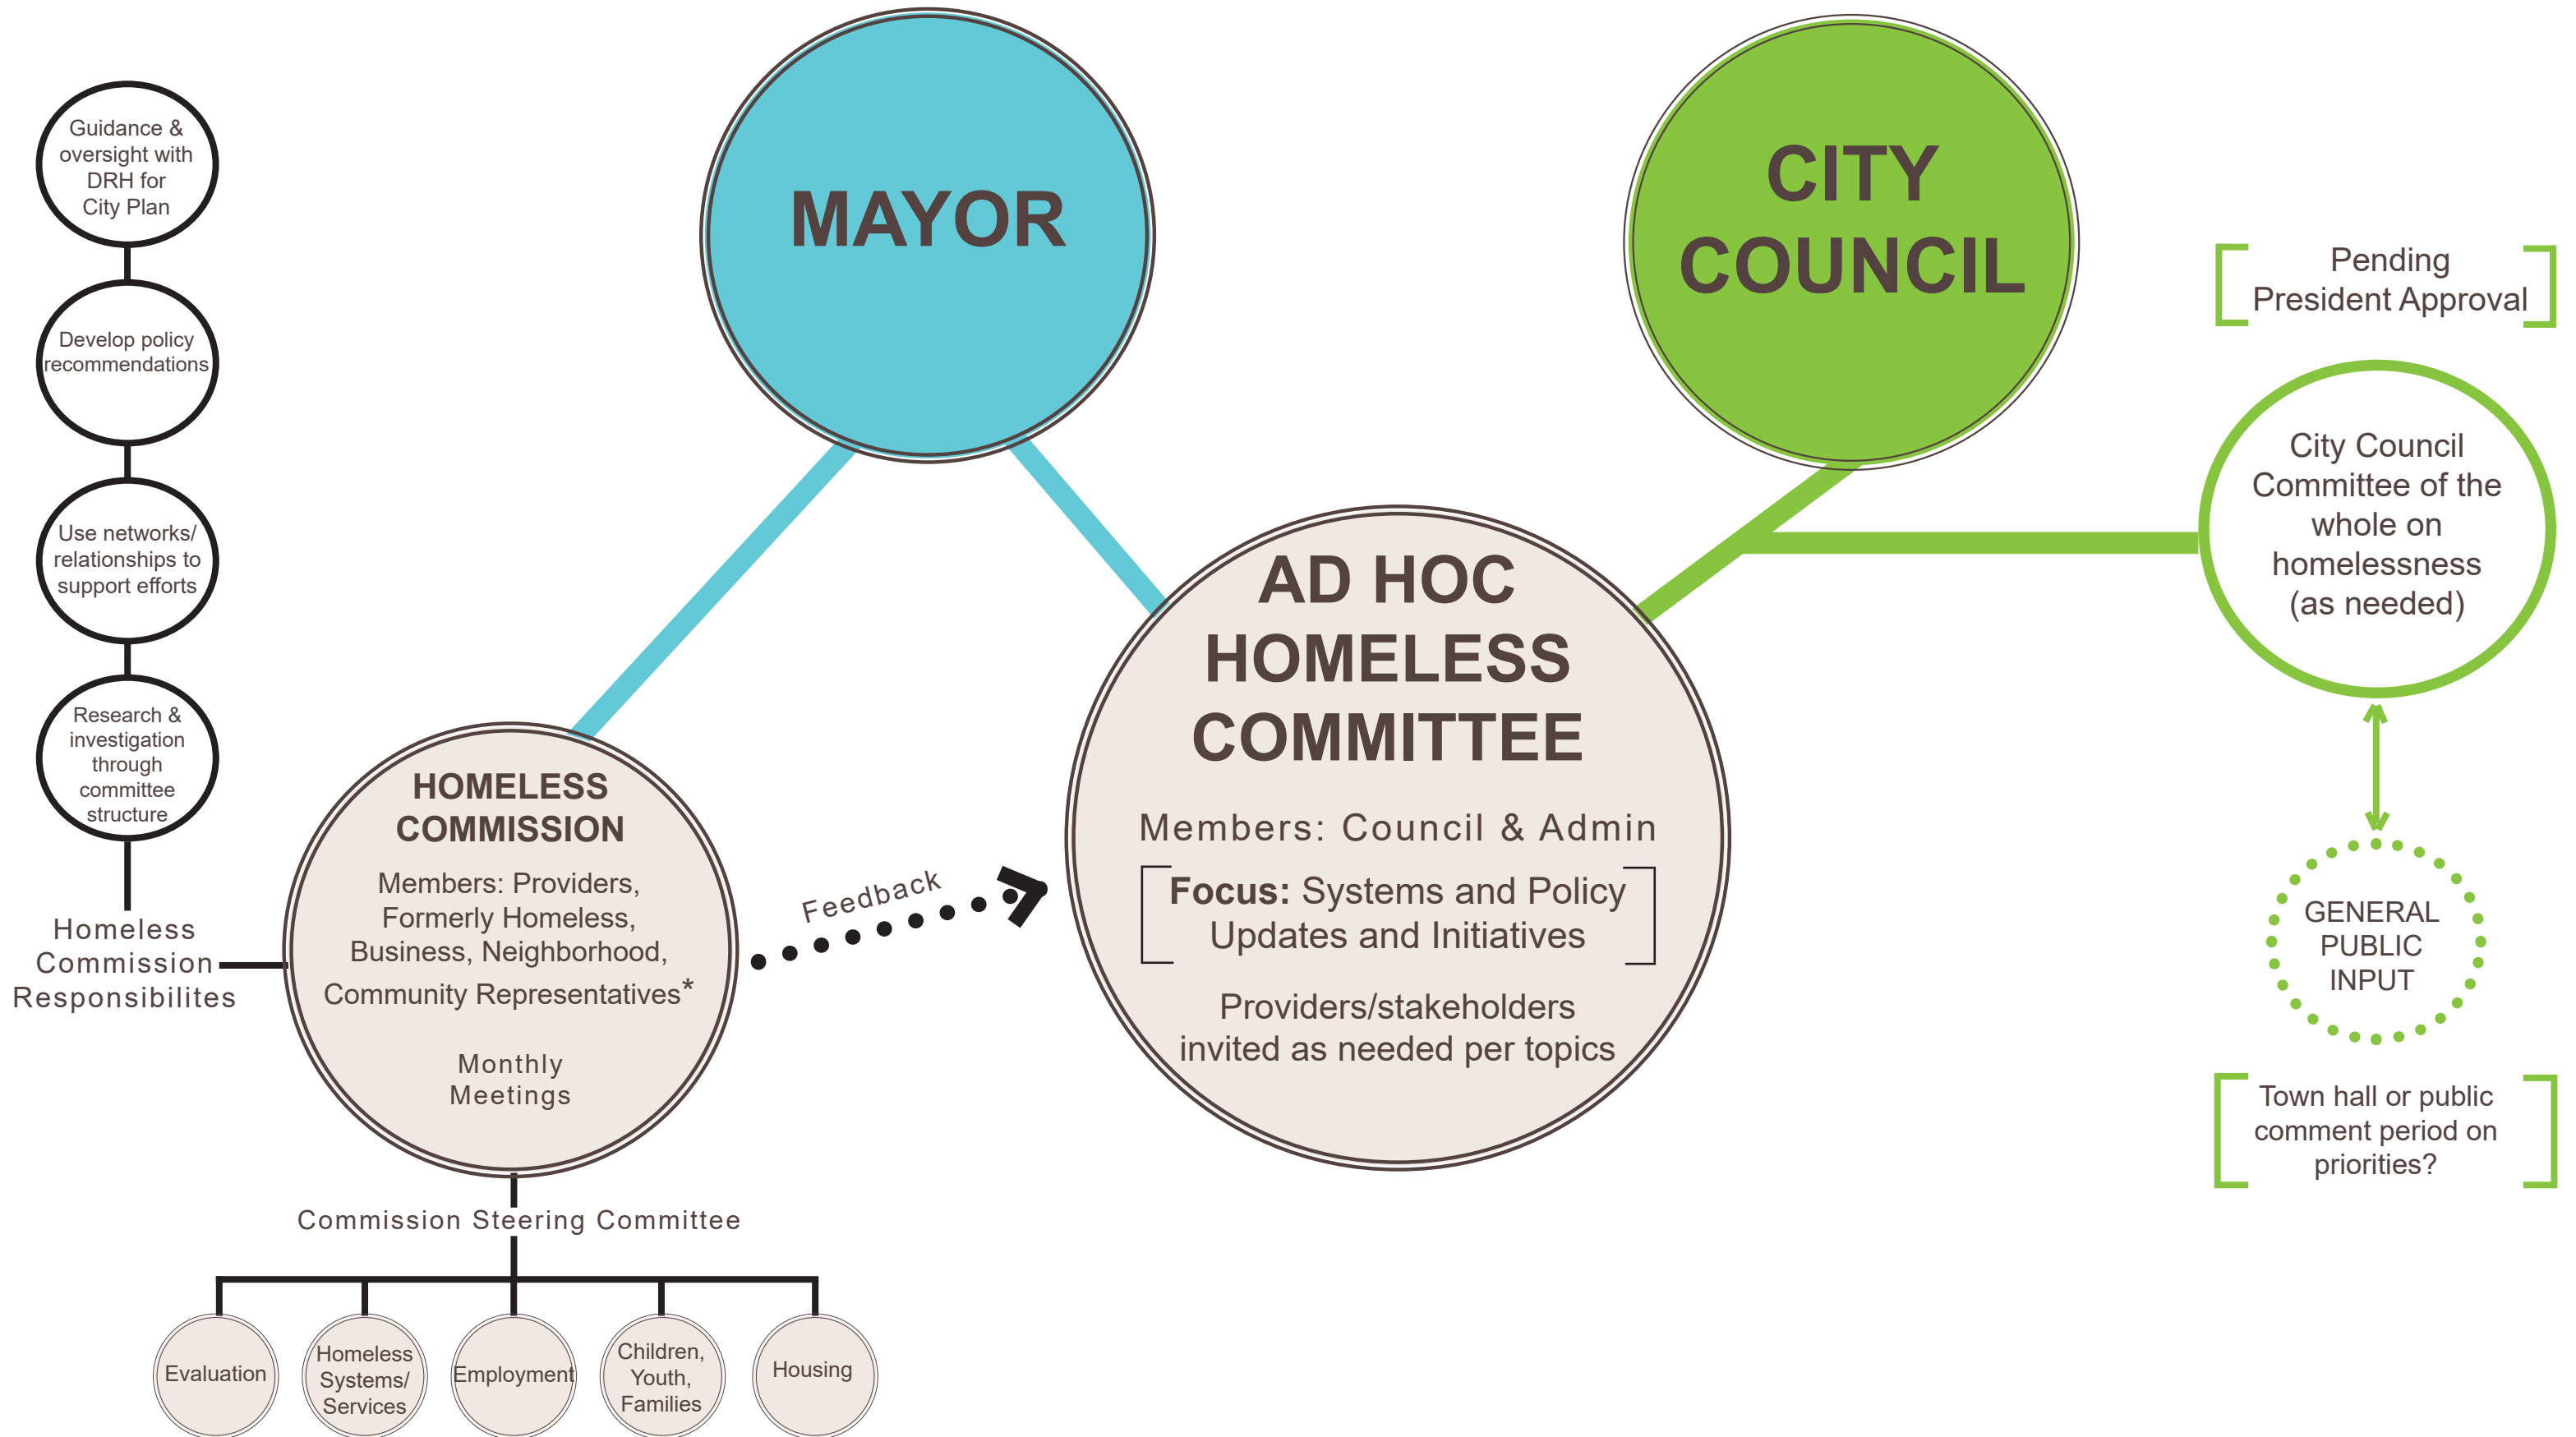 Guidance &
oversight with
DRH for
City Plan
Develop policy
recommendations
Use networks/
relationships to
support efforts
Research &
investigation
through
committee
structure
Homeless
Commission
Responsibilites
MAYOR
CITY
COUNCIL
Pending
President Approval
City Council
Committee of the
whole on
homelessness
(as needed)
GENERAL
PUBLIC
INPUT
Town hall or public
comment period on
priorities?
HOMELESS
COMMISSION
Members: Providers,
Formerly Homeless,
Business, Neighborhood,
Community Representatives*
Monthly
Meetings
Feedback
AD HOC
HOMELESS
COMMITTEE
Members: Council & Admin
Focus: Systems and Policy
Updates and Initiatives
Providers/stakeholders
invited as needed per topics
Commission Steering Committee
Evaluation
Homeless
Systems/
Services
Employment
Children,
Youth,
Families
Housing